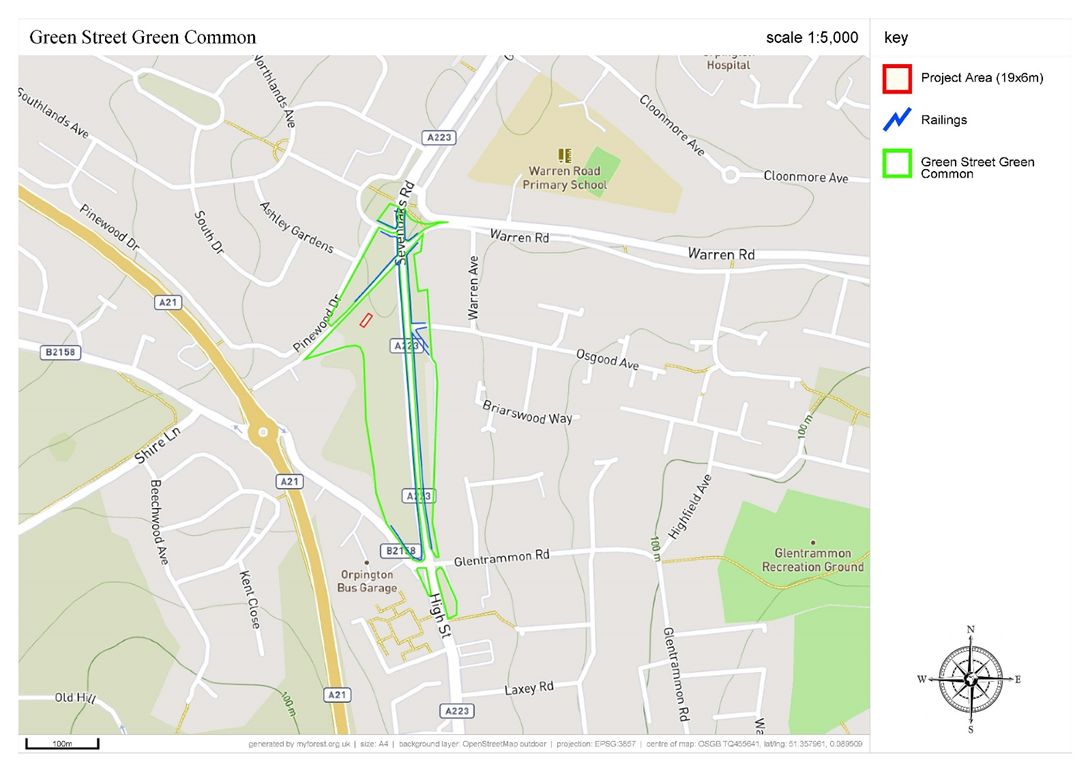 Green Street Green Common
scale 1:5,000
key
Project Area (19x6m)
Railings
Green Street Green
Common
Hospital
Northlands Ave
Southlands Ave
A223
Cloonmore Ave
Warren Road
Primary School
Cloonmore Ave
Sevenoaks Rd
Pinewood Dr
South Dr
Ashley Gardens
Warren Rd
Warren Rd
Warren Ave
A21
Pinewood Dr
B2158
A223
Osgood Ave
Briarswood Way
100 m
Shire Ln
A21
A223
Beechwood Ave
Highfield Ave
100 m
B2158
Glentrammon Rd
Glentrammon
Recreation Ground
Orpington
Bus Garage
Kent Close
High St
Glentrammon Rd
N
W
E
S
Old Hill
100 m
A21
Laxey Rd
A223
Wa
100m
generated by myforest.org.uk | size: A4 | background layer: OpenStreetMap outdoor | projection: EPSG:3857 | centre of map: OSGB TQ455641, lat/lng: 51.357961, 0.089509